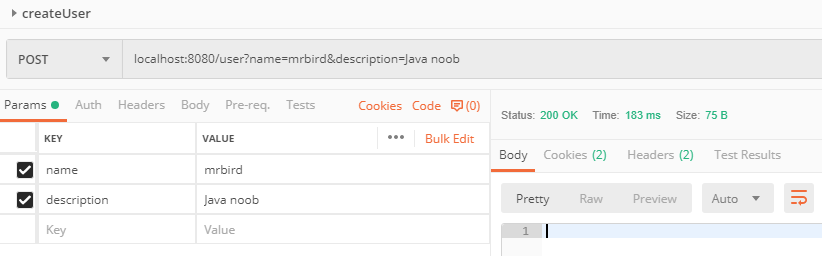 createUser
POST localhost:8080/user?name=mrbird&description=Java noob
Params Auth Headers Body Pre-req. Tests Cookies Code (0)
KEY VALUE ••• Bulk Edit
name mrbird
description Java noob
Key Value
Status: 200 OK Time: 183 ms Size: 75 B
Body Cookies (2) Headers (2) Test Results
Pretty Raw Preview Auto
1